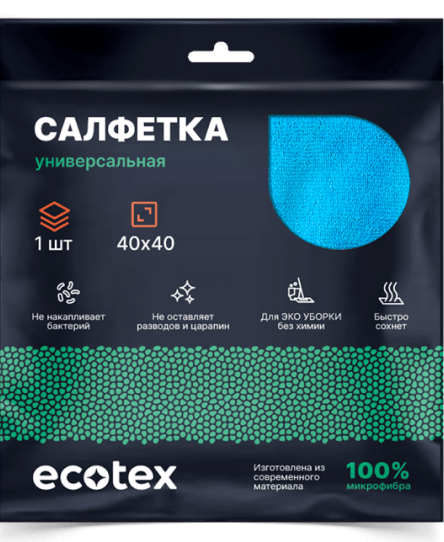 САЛФЕТКА
универсальная
1 шт
40x40
Не накапливает
бактерий
Не оставляет
разводов и царапин
Для ЭКО УБОРКИ
без химии
Быстро
сохнет
ecotex
Изготовлена из
современного
материала
100%
микрофибра